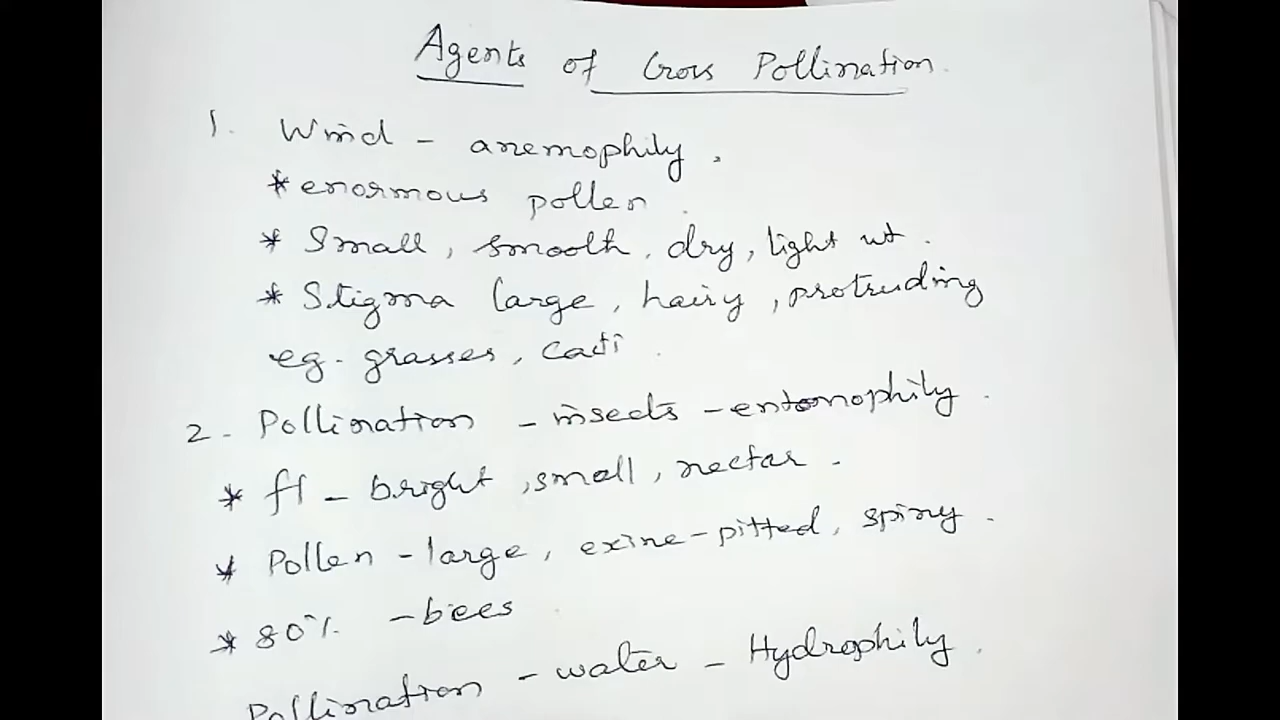 Agents of Cross Pollination.
1. Wind - anemophily.
* enormous pollen.
* Small, smooth, dry, light wt.
* Stigma large, hairy, protruding
eg. grasses, cacti.
2. Pollination - insects - entomophily.
* fl - bright, small, nectar.
* Pollen - large, exine - pitted, spiny.
* 80% - bees
Pollination - water - Hydrophily.